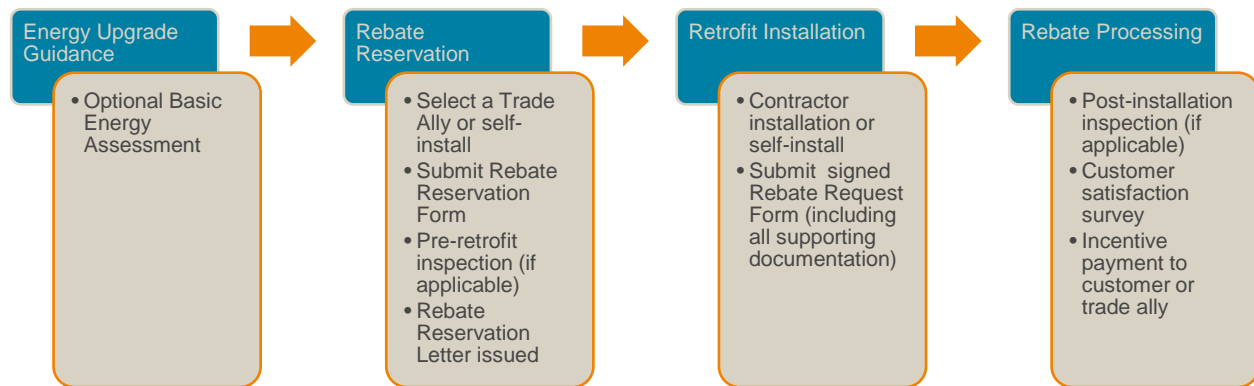 Energy Upgrade
Guidance
• Optional Basic
Energy
Assessment
Rebate
Reservation
• Select a Trade
Ally or self-
install
• Submit Rebate
Reservation
Form
• Pre-retrofit
inspection (if
applicable)
• Rebate
Reservation
Letter issued
Retrofit Installation
• Contractor
installation or
self-install
• Submit  signed
Rebate Request
Form (including
all supporting
documentation)
Rebate Processing
• Post-installation
inspection (if
applicable)
• Customer
satisfaction
survey
• Incentive
payment to
customer or
trade ally